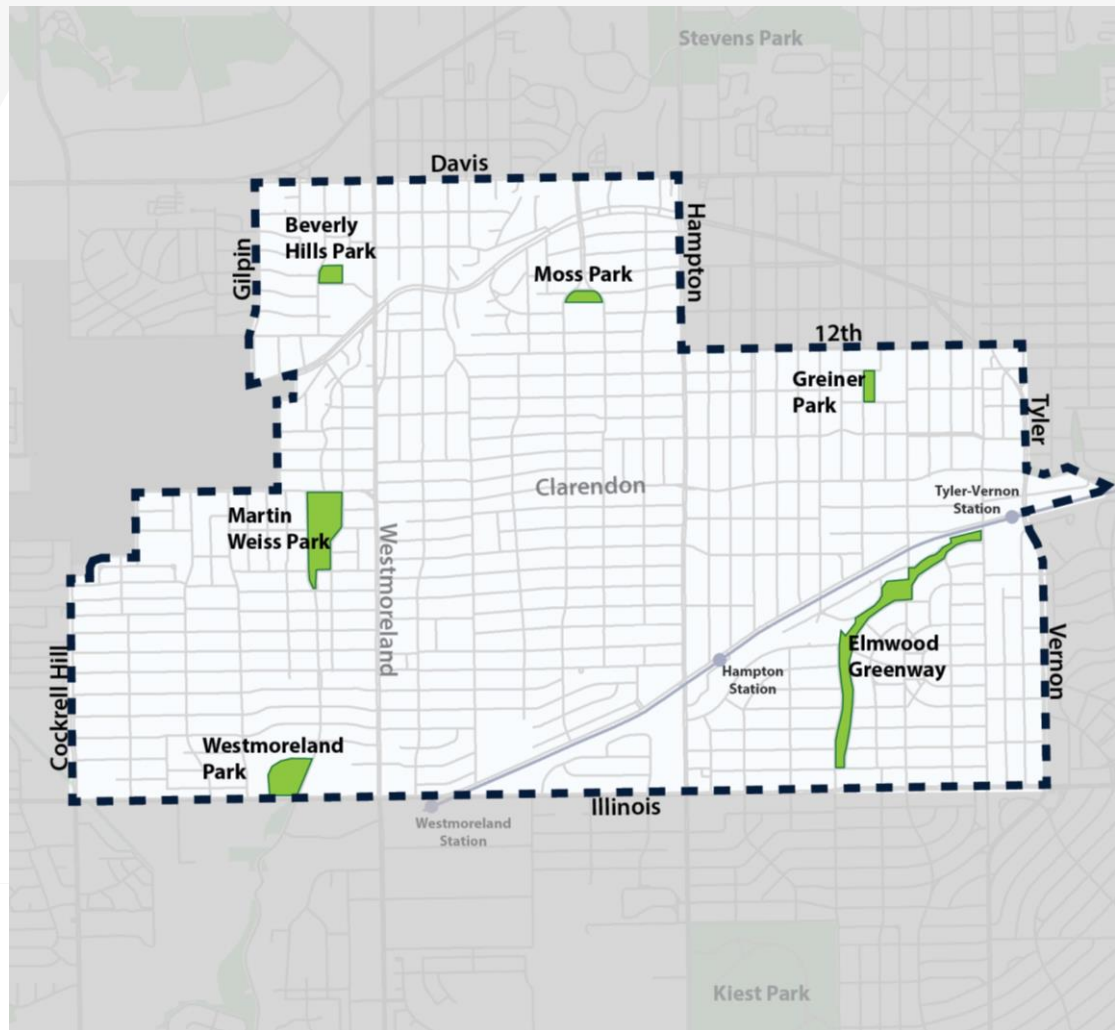 Stevens Park
Davis
Beverly
Hills Park
Gilpin
Hampton
Moss Park
12th
Greiner
Park
Tyler
Clarendon
Tyler-Vernon
Station
Martin
Weiss Park
Westmoreland
Elmwood
Greenway
Vernon
Hampton
Station
Cockrell Hill
Westmoreland
Park
Illinois
Westmoreland
Station
Kiest Park